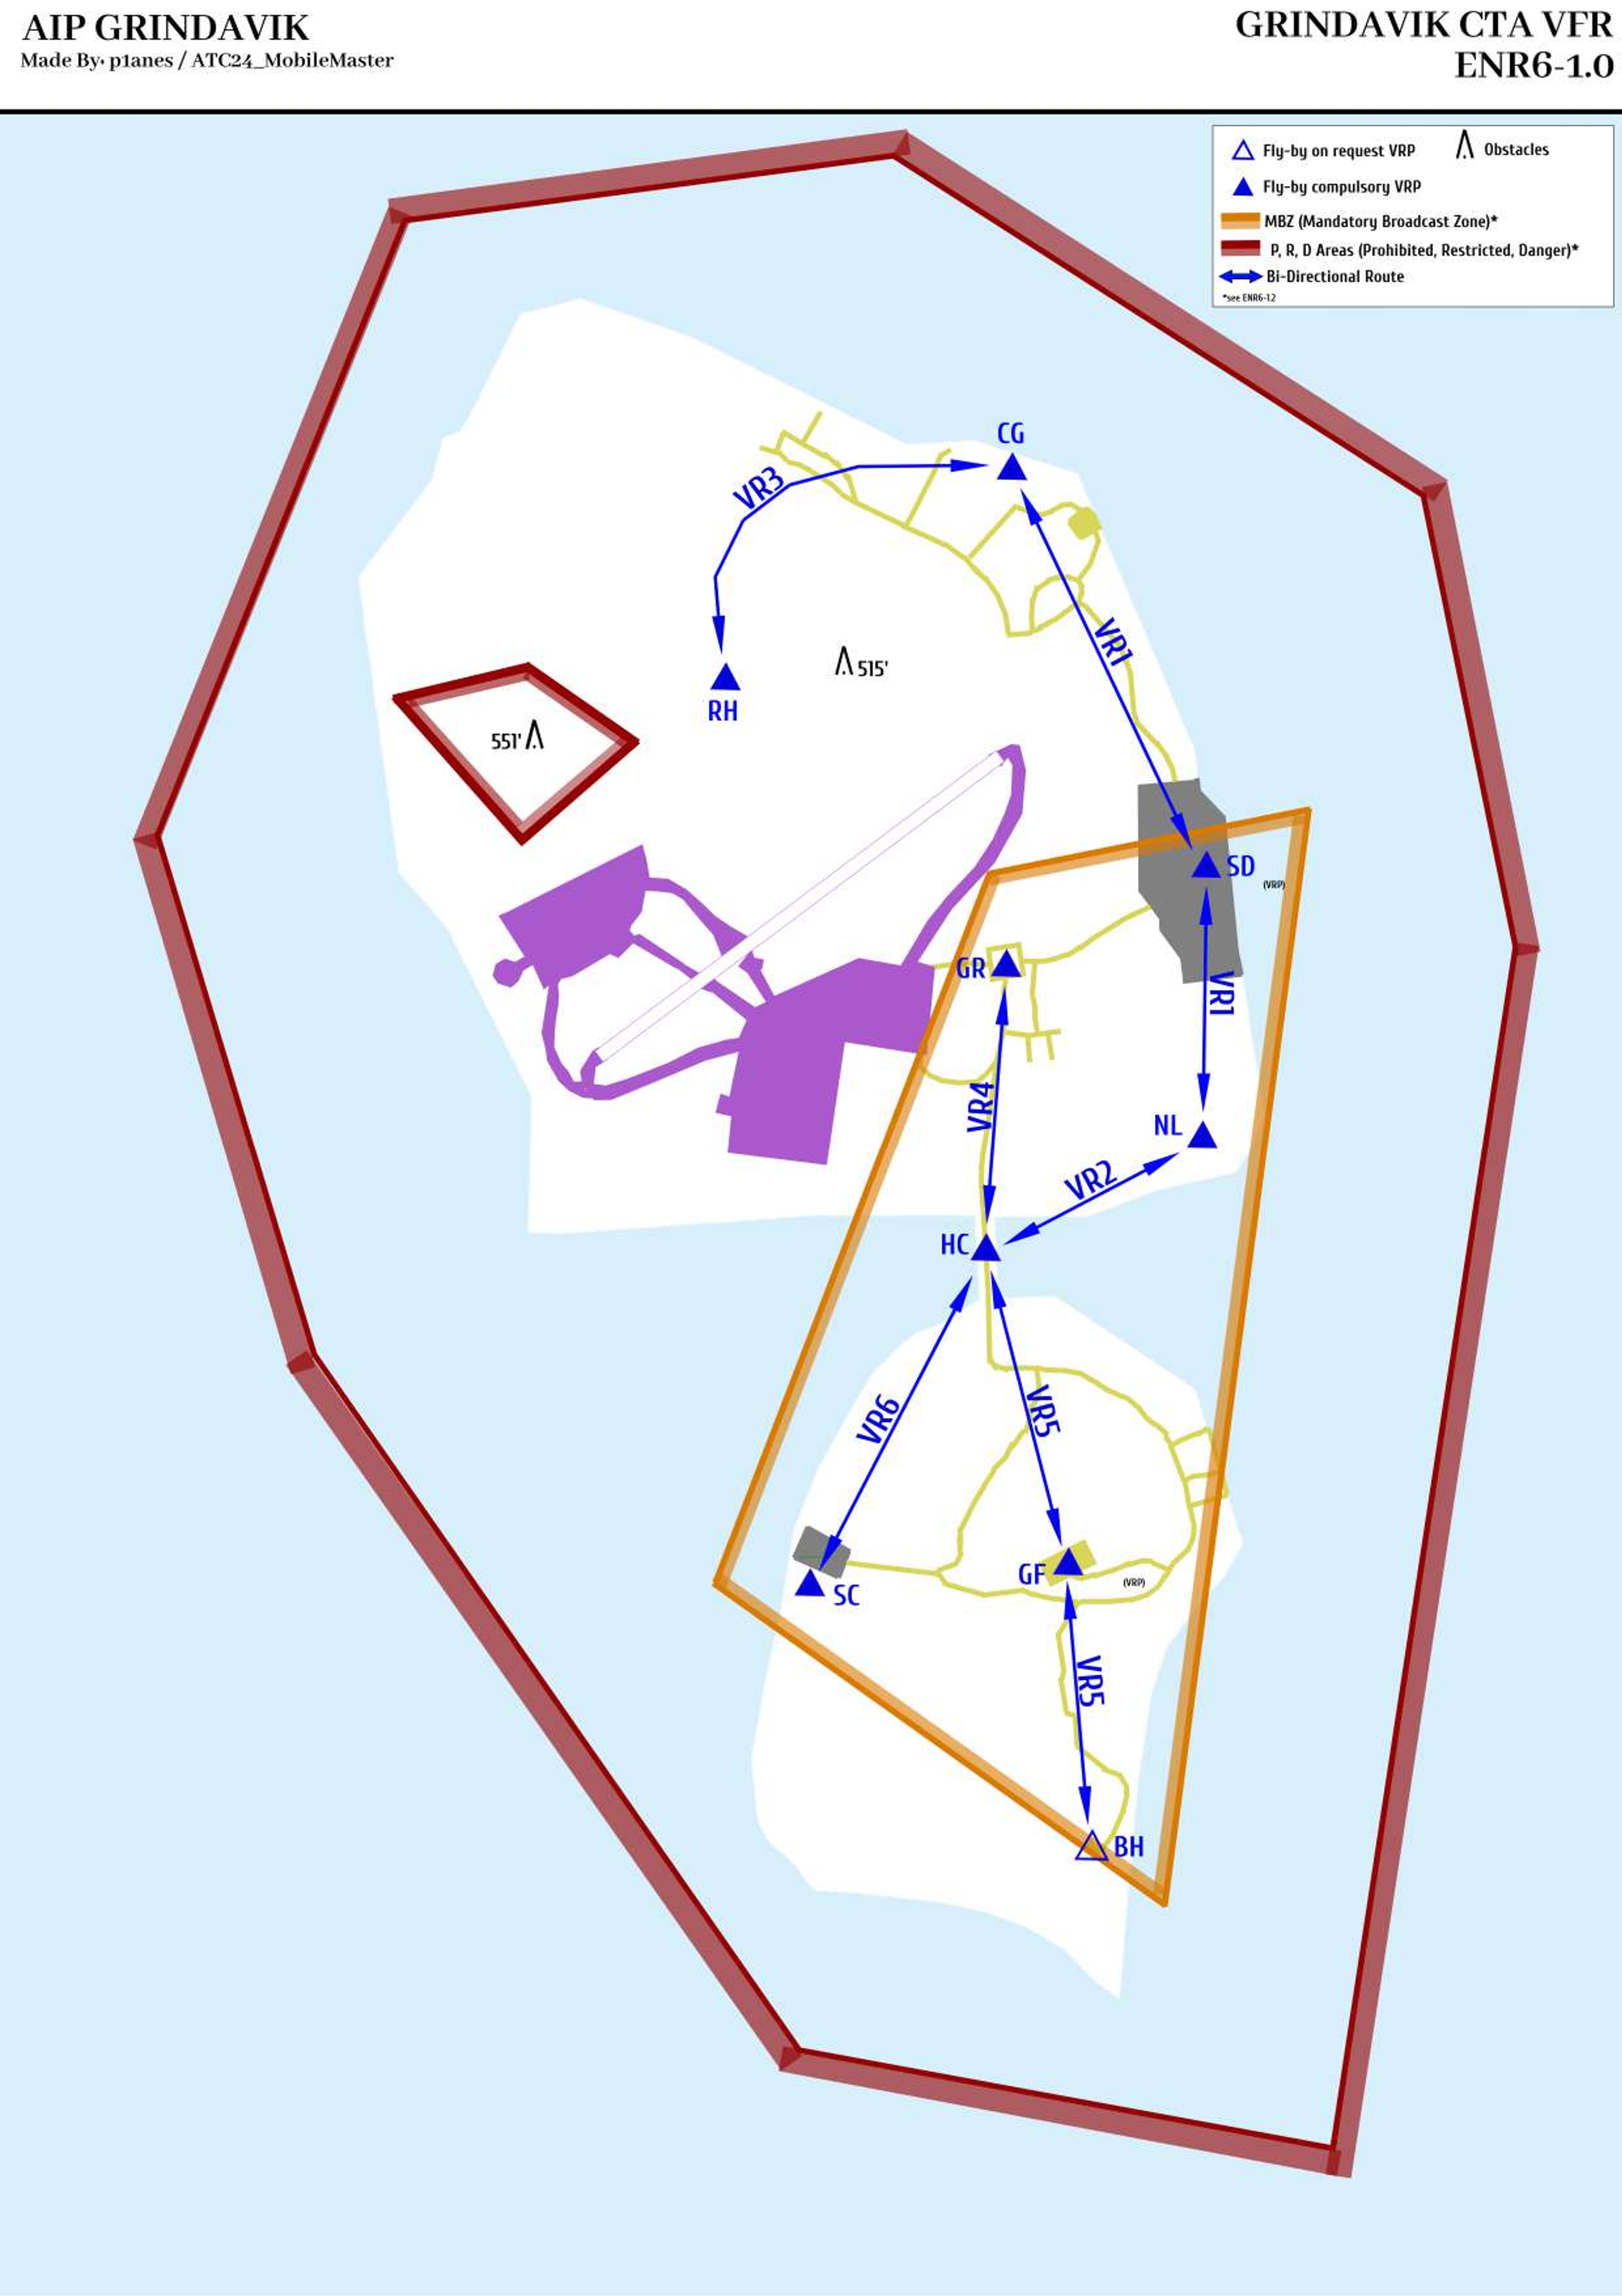 AIP GRINDAVIK
Made By: p1anes / ATC24_MobileMaster
GRINDAVIK CTA VFR
ENR6-1.0
Fly-by on request VRP
Obstacles
Fly-by compulsory VRP
MBZ (Mandatory Broadcast Zone)*
P, R, D Areas (Prohibited, Restricted, Danger)*
Bi-Directional Route
*see ENR6-1.2
CG
VR3
VR1
515'
RH
551'
SD
(VRP)
GR
VR1
VR4
NL
VR2
HC
VR6
VR5
GF
(VRP)
SC
VR5
BH